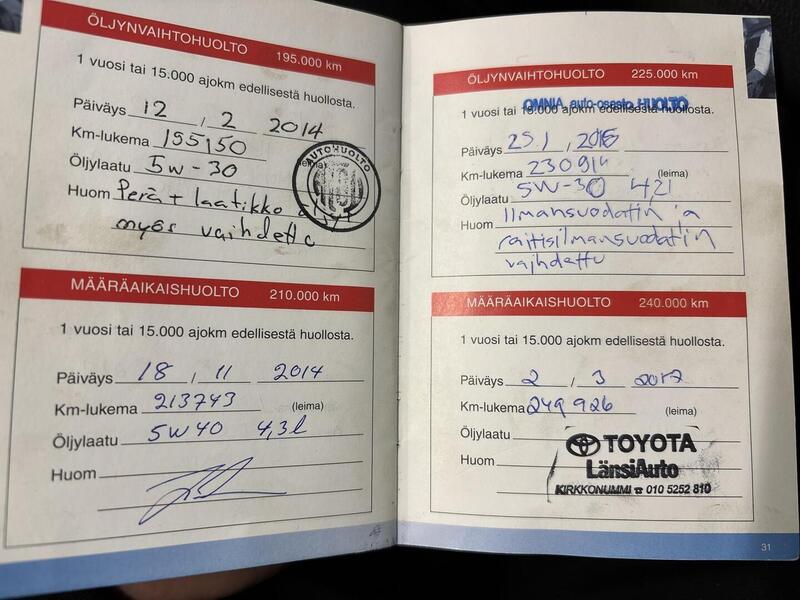 ÖLJYNVAIHTOHUOLTO 195.000 km
1 vuosi tai 15.000 ajokm edellisestä huollosta.
Päiväys 12 / 2 2014
Km-lukema 195150
Öljylaatu 5w-30 (leima)
AUTOHUOLTO
Huom Perä + laatikko öljyt
myös vaihdettu
MÄÄRÄAIKAISHUOLTO 210.000 km
1 vuosi tai 15.000 ajokm edellisestä huollosta.
Päiväys 18 / 11 2014
Km-lukema 213743 (leima)
Öljylaatu 5W40 4,3l
Huom
ÖLJYNVAIHTOHUOLTO 225.000 km
OMNIA auto-osasto HUOLTO
1 vuosi tai 15.000 ajokm edellisestä huollosta.
Päiväys 25 1 , 2016
Km-lukema 230914 (leima)
Öljylaatu 5W-30 4,2l
Huom Ilmansuodatin ja
raitisilmansuodatin
vaihdettu
MÄÄRÄAIKAISHUOLTO 240.000 km
1 vuosi tai 15.000 ajokm edellisestä huollosta.
Päiväys 2 / 3 2017
Km-lukema 249926 (leima)
Öljylaatu
Huom
TOYOTA
LänsiAuto
KIRKKONUMMI ☎ 010 5252 810
31